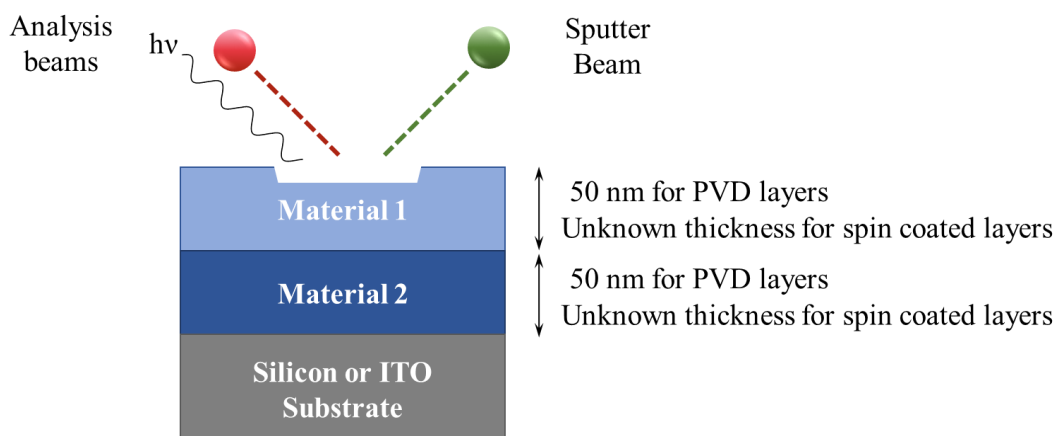 Analysis
beams
hν
Sputter
Beam
Material 1
50 nm for PVD layers
Unknown thickness for spin coated layers
Material 2
50 nm for PVD layers
Unknown thickness for spin coated layers
Silicon or ITO
Substrate